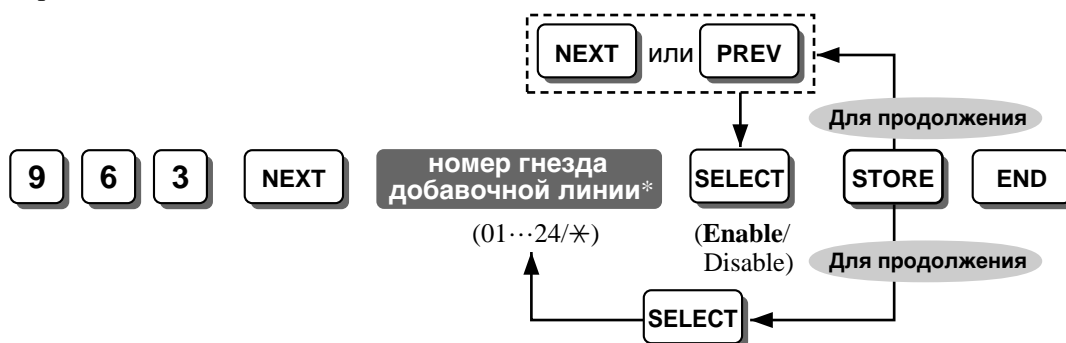 NEXT или PREV
Для продолжения
9 6 3 NEXT номер гнезда добавочной линии* SELECT STORE END
(01···24/✳) (Enable/
Disable)
Для продолжения
SELECT